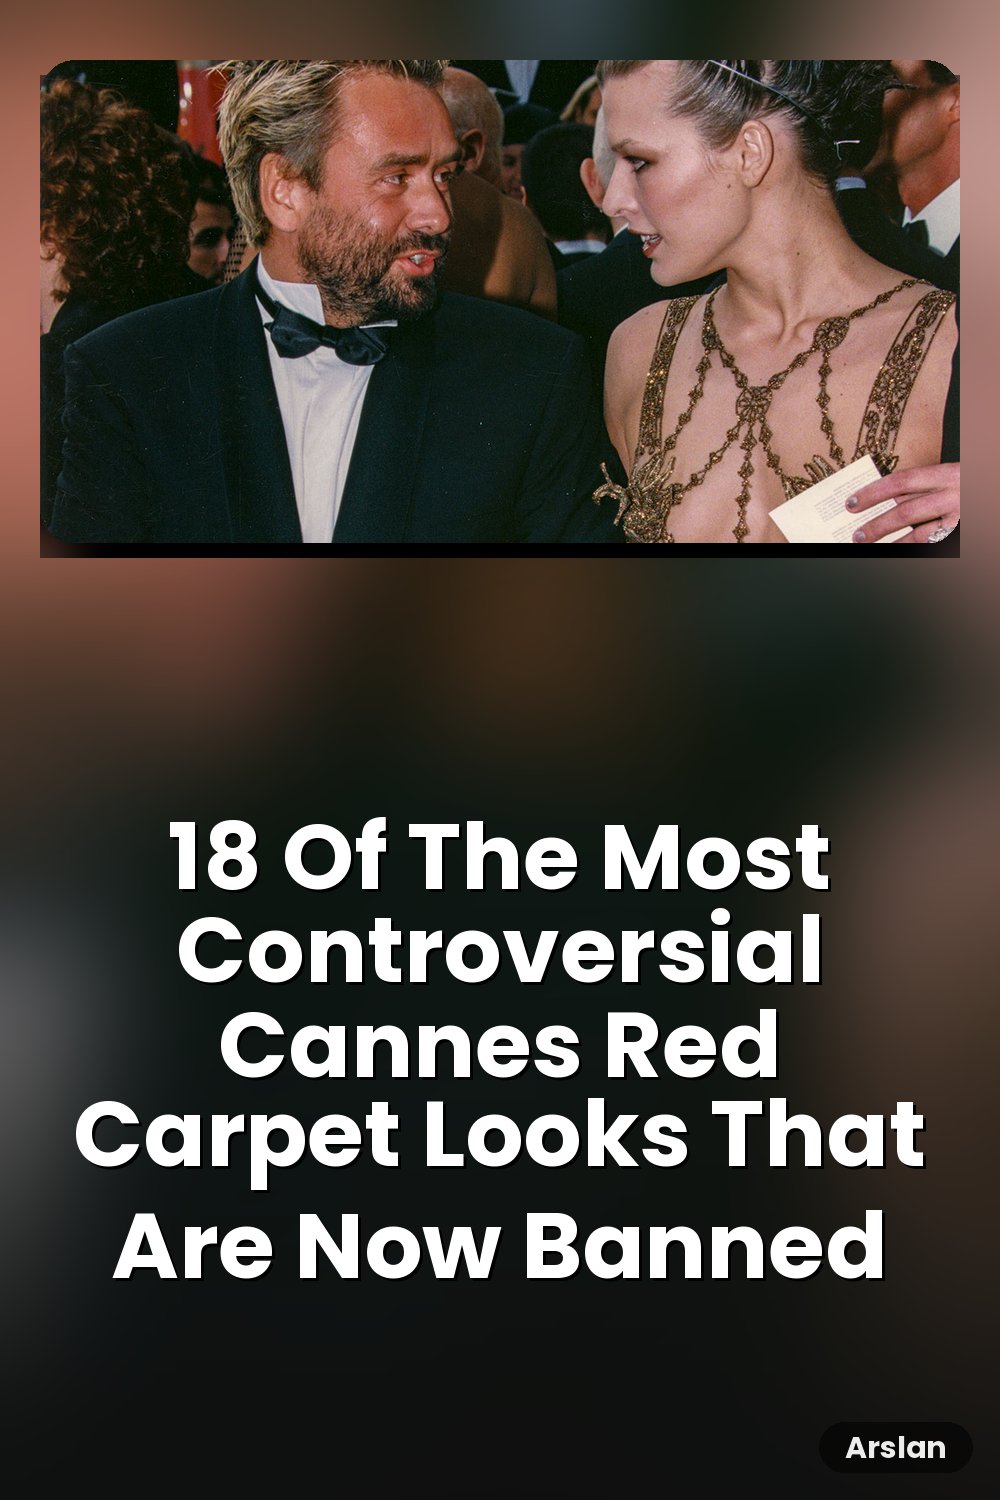 18 Of The Most
Controversial
Cannes Red
Carpet Looks That
Are Now Banned
Arslan